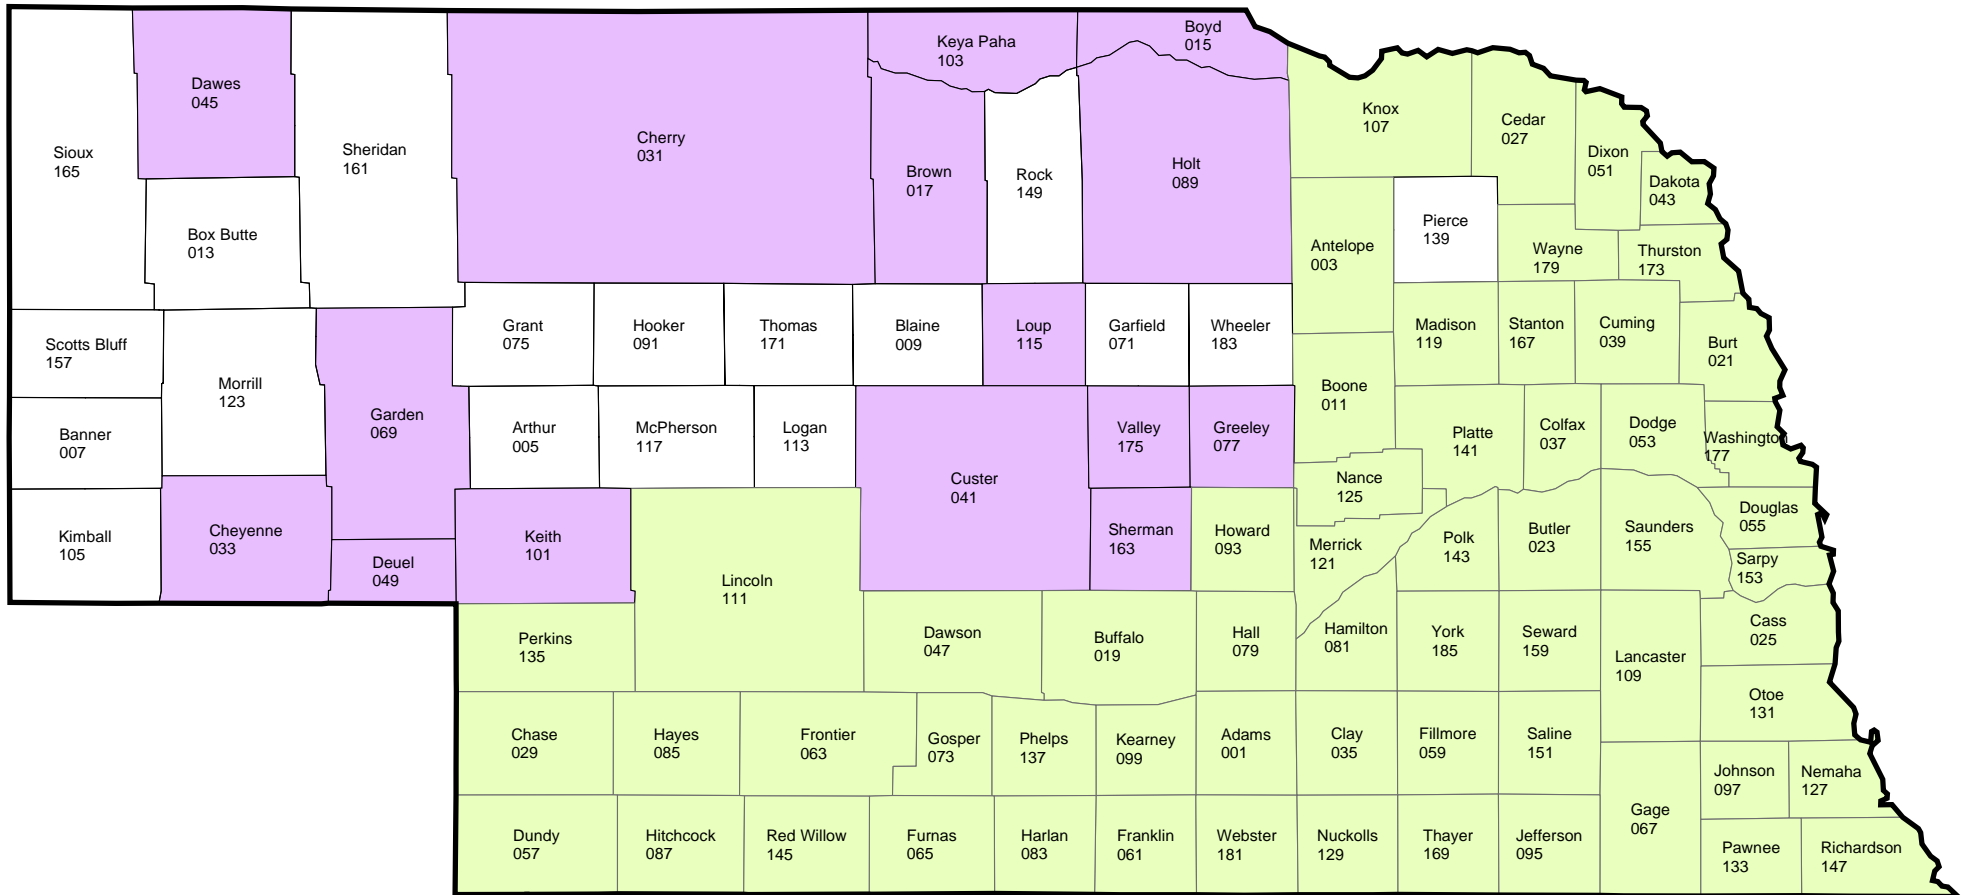 Boyd
015
Keya Paha
103
Dawes
045
Knox
107
Cedar
027
Cherry
031
Sheridan
161
Sioux
165
Dixon
051
Holt
089
Brown
017
Rock
149
Dakota
043
Pierce
139
Box Butte
013
Antelope
003
Wayne
179
Thurston
173
Scotts Bluff
157
Grant
075
Hooker
091
Thomas
171
Blaine
009
Loup
115
Garfield
071
Wheeler
183
Madison
119
Stanton
167
Cuming
039
Burt
021
Morrill
123
Boone
011
Garden
069
Banner
007
Arthur
005
McPherson
117
Logan
113
Valley
175
Greeley
077
Platte
141
Colfax
037
Dodge
053
Washington
177
Custer
041
Nance
125
Kimball
105
Cheyenne
033
Keith
101
Sherman
163
Howard
093
Merrick
121
Polk
143
Butler
023
Saunders
155
Douglas
055
Sarpy
153
Deuel
049
Lincoln
111
Perkins
135
Dawson
047
Buffalo
019
Hall
079
Hamilton
081
York
185
Seward
159
Cass
025
Lancaster
109
Otoe
131
Chase
029
Hayes
085
Frontier
063
Gosper
073
Phelps
137
Kearney
099
Adams
001
Clay
035
Fillmore
059
Saline
151
Johnson
097
Nemaha
127
Gage
067
Dundy
057
Hitchcock
087
Red Willow
145
Furnas
065
Harlan
083
Franklin
061
Webster
181
Nuckolls
129
Thayer
169
Jefferson
095
Pawnee
133
Richardson
147